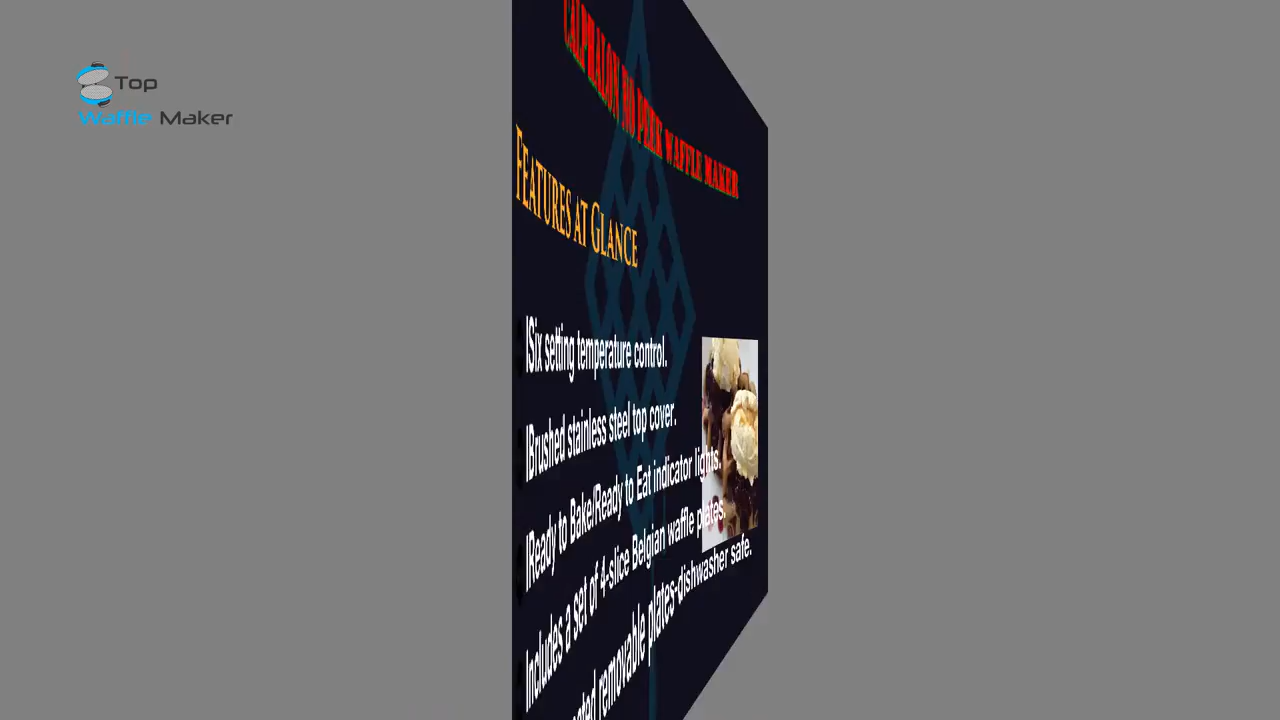 Top
Waffle Maker
CALPHALON NO PEEK WAFFLE MAKER
FEATURES AT GLANCE
Six setting temperature control.
Brushed stainless steel top cover.
Ready to Bake/Ready to Eat indicator lights.
Includes a set of 4-slice Belgian waffle plates.
removable plates-dishwasher safe.